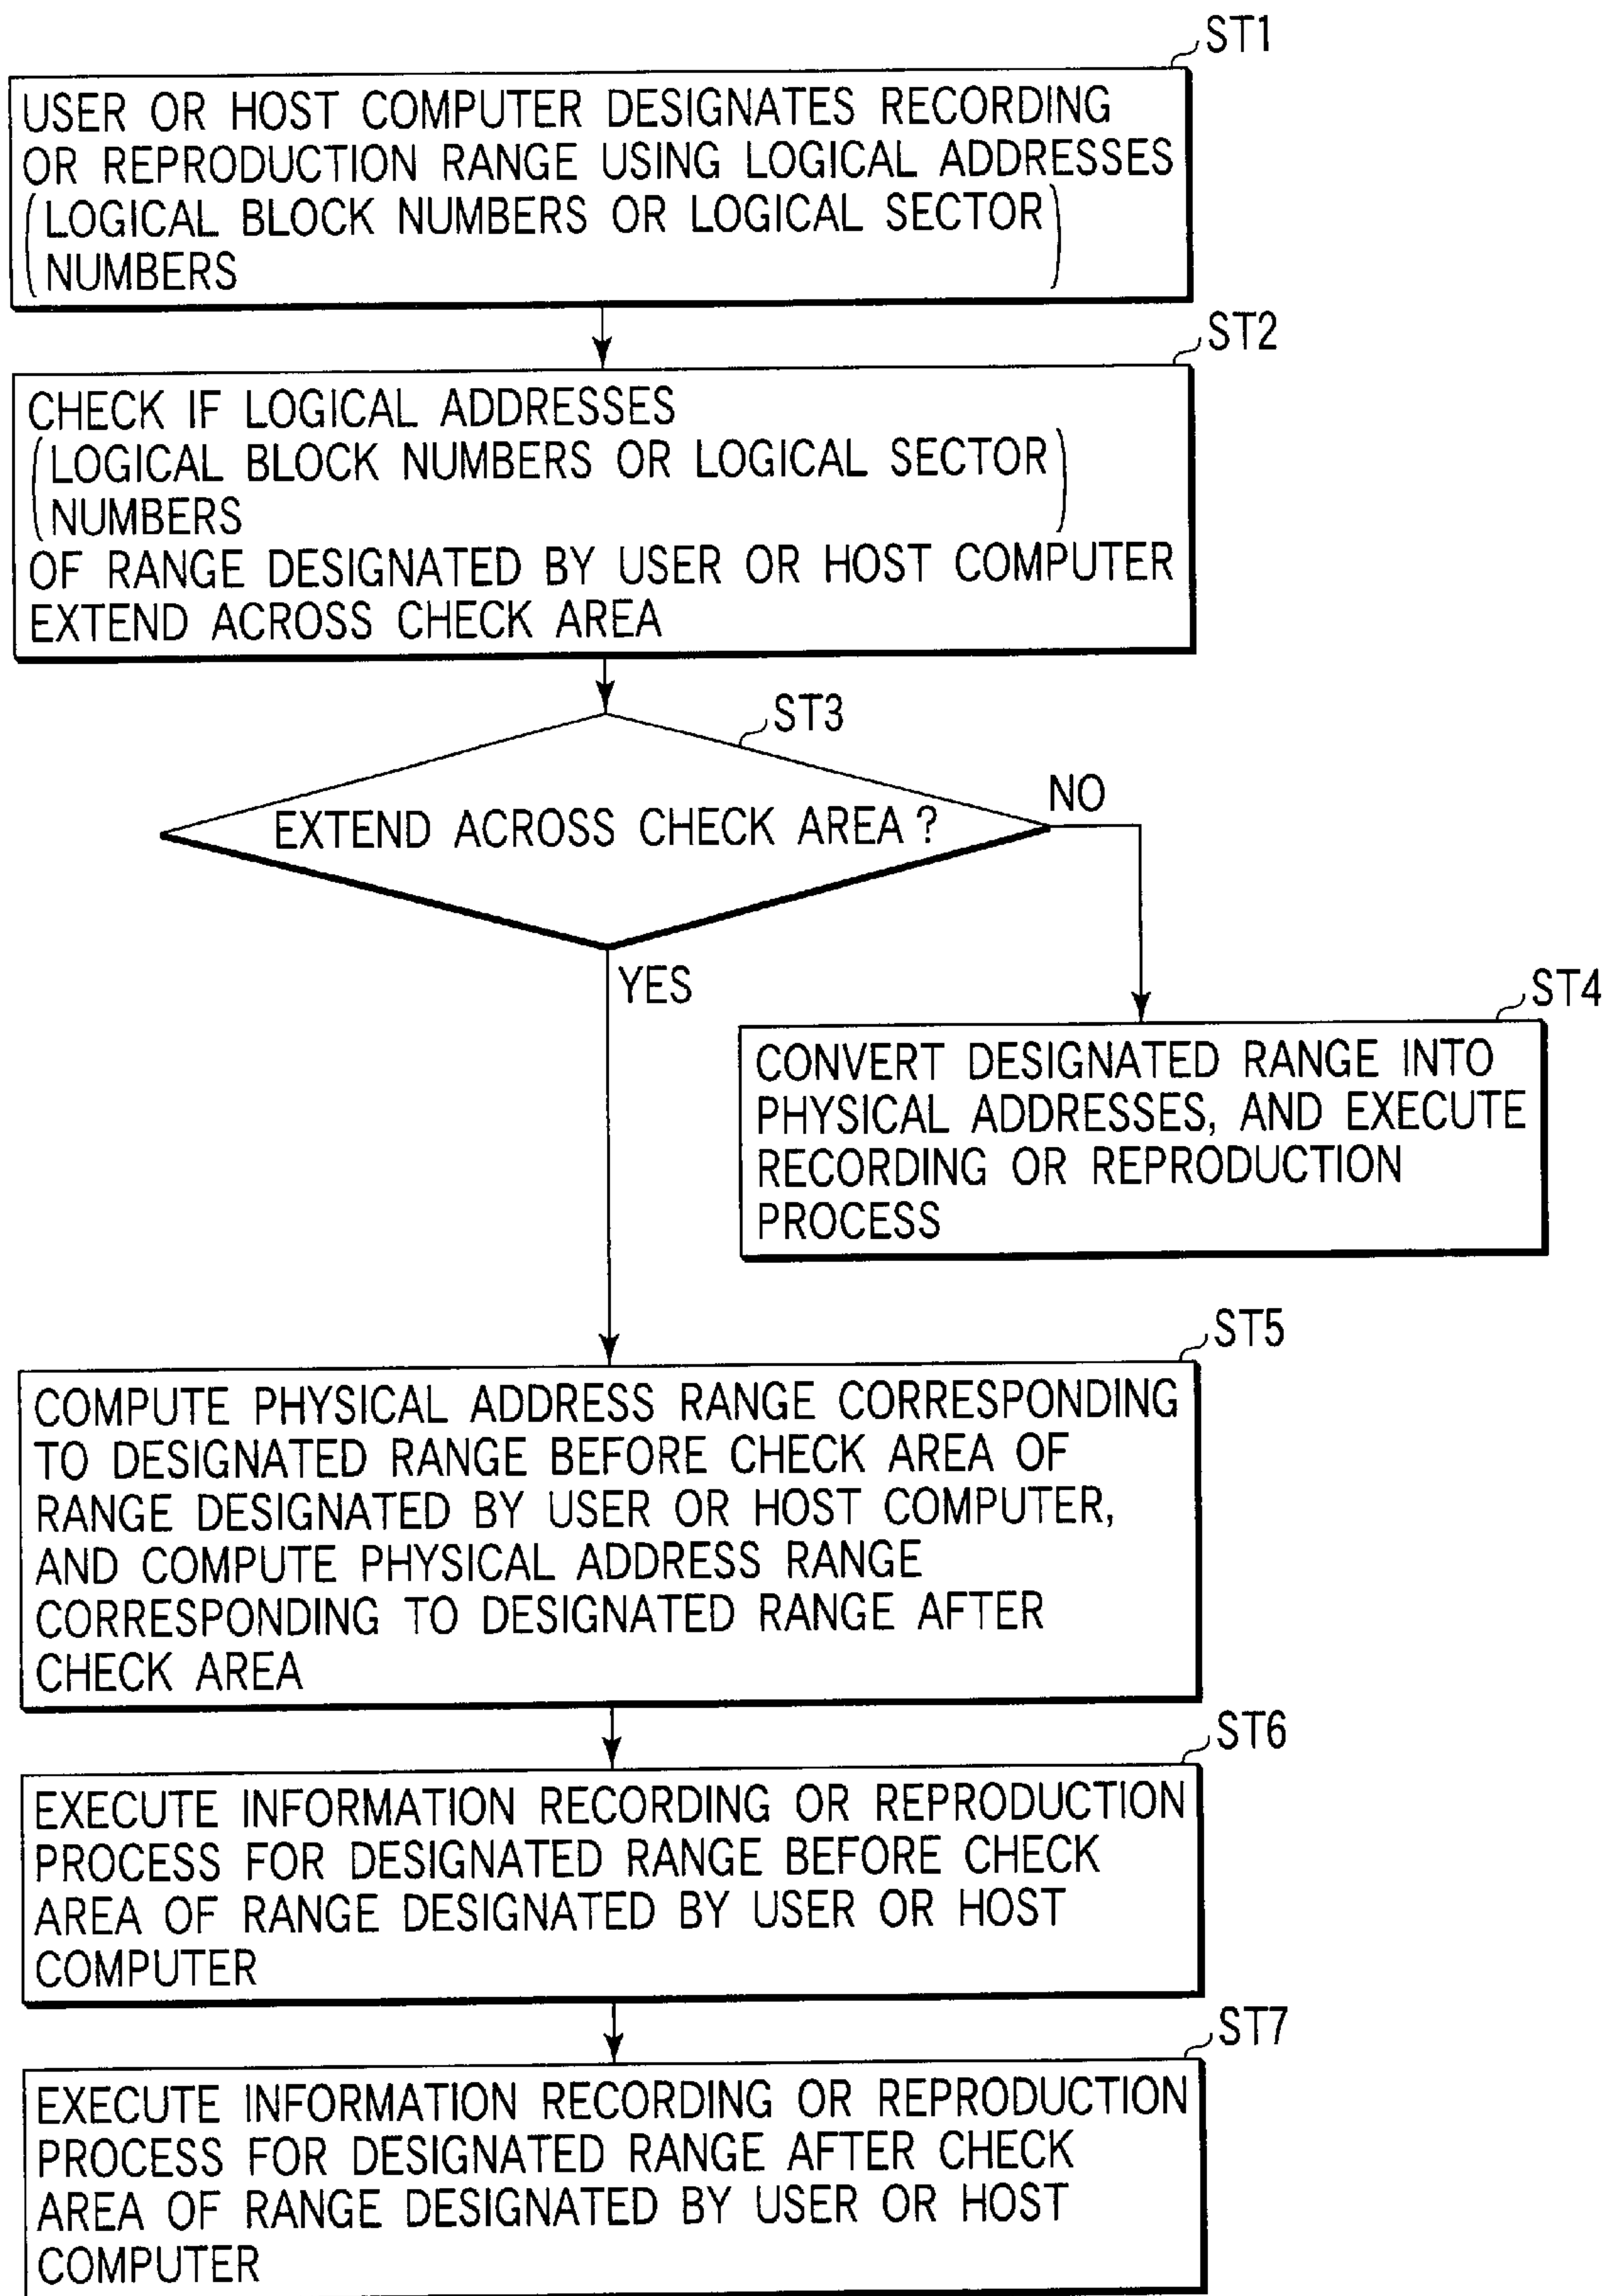 ST1
USER OR HOST COMPUTER DESIGNATES RECORDING
OR REPRODUCTION RANGE USING LOGICAL ADDRESSES
(LOGICAL BLOCK NUMBERS OR LOGICAL SECTOR
NUMBERS)
ST2
CHECK IF LOGICAL ADDRESSES
(LOGICAL BLOCK NUMBERS OR LOGICAL SECTOR
NUMBERS)
OF RANGE DESIGNATED BY USER OR HOST COMPUTER
EXTEND ACROSS CHECK AREA
ST3
EXTEND ACROSS CHECK AREA?
NO
YES
ST4
CONVERT DESIGNATED RANGE INTO
PHYSICAL ADDRESSES, AND EXECUTE
RECORDING OR REPRODUCTION
PROCESS
ST5
COMPUTE PHYSICAL ADDRESS RANGE CORRESPONDING
TO DESIGNATED RANGE BEFORE CHECK AREA OF
RANGE DESIGNATED BY USER OR HOST COMPUTER,
AND COMPUTE PHYSICAL ADDRESS RANGE
CORRESPONDING TO DESIGNATED RANGE AFTER
CHECK AREA
ST6
EXECUTE INFORMATION RECORDING OR REPRODUCTION
PROCESS FOR DESIGNATED RANGE BEFORE CHECK
AREA OF RANGE DESIGNATED BY USER OR HOST
COMPUTER
ST7
EXECUTE INFORMATION RECORDING OR REPRODUCTION
PROCESS FOR DESIGNATED RANGE AFTER CHECK
AREA OF RANGE DESIGNATED BY USER OR HOST
COMPUTER